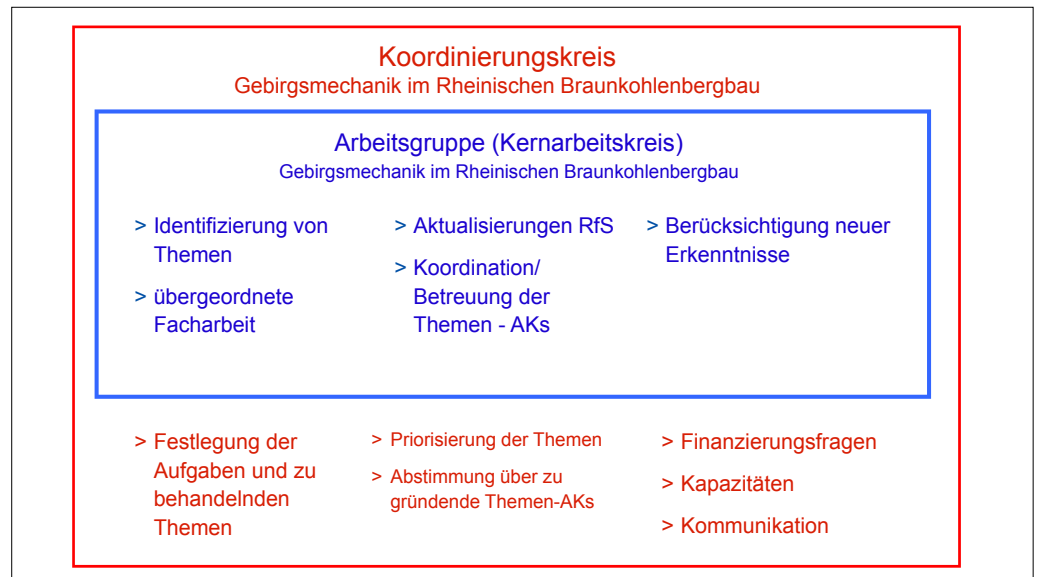 Koordinierungskreis
Gebirgsmechanik im Rheinischen Braunkohlenbergbau
Arbeitsgruppe (Kernarbeitskreis)
Gebirgsmechanik im Rheinischen Braunkohlenbergbau
> Identifizierung von
Themen
> übergeordnete
Facharbeit
> Aktualisierungen RfS
> Koordination/
Betreuung der
Themen - AKs
> Berücksichtigung neuer
Erkenntnisse
> Festlegung der
Aufgaben und zu
behandelnden
Themen
> Priorisierung der Themen
> Abstimmung über zu
gründende Themen-AKs
> Finanzierungsfragen
> Kapazitäten
> Kommunikation